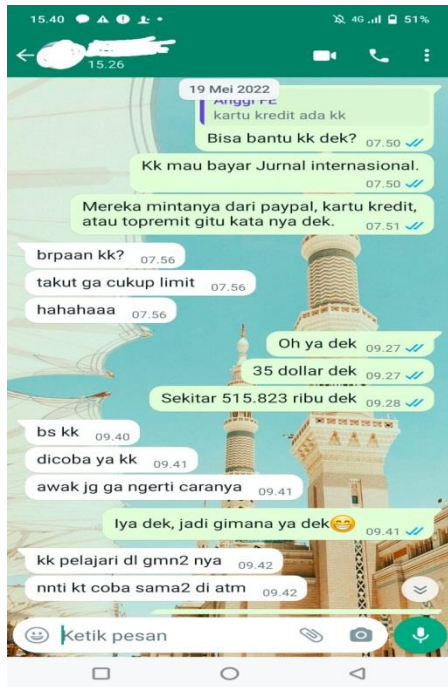 15.40
4G 51%
15.26
19 Mei 2022
Anggi FE
kartu kredit ada kk
Bisa bantu kk dek? 07.50
Kk mau bayar Jurnal internasional.
07.50
Mereka mintanya dari paypal, kartu kredit,
atau topremit gitu kata nya dek. 07.51
brpaan kk? 07.56
takut ga cukup limit 07.56
hahahaaa 07.56
Oh ya dek 09.27
35 dollar dek 09.27
Sekitar 515.823 ribu dek 09.28
bs kk 09.40
dicoba ya kk 09.41
awak jg ga ngerti caranya 09.41
Iya dek, jadi gimana ya dek😁 09.41
kk pelajari dl gmn2 nya 09.42
nnti kt coba sama2 di atm 09.42
Ketik pesan